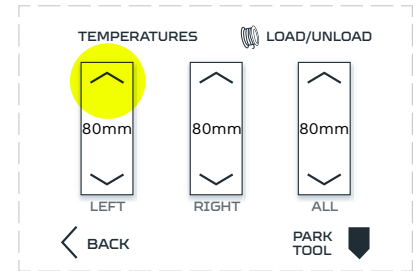 TEMPERATURES LOAD/UNLOAD
80mm 80mm 80mm
LEFT RIGHT ALL
BACK PARK
TOOL